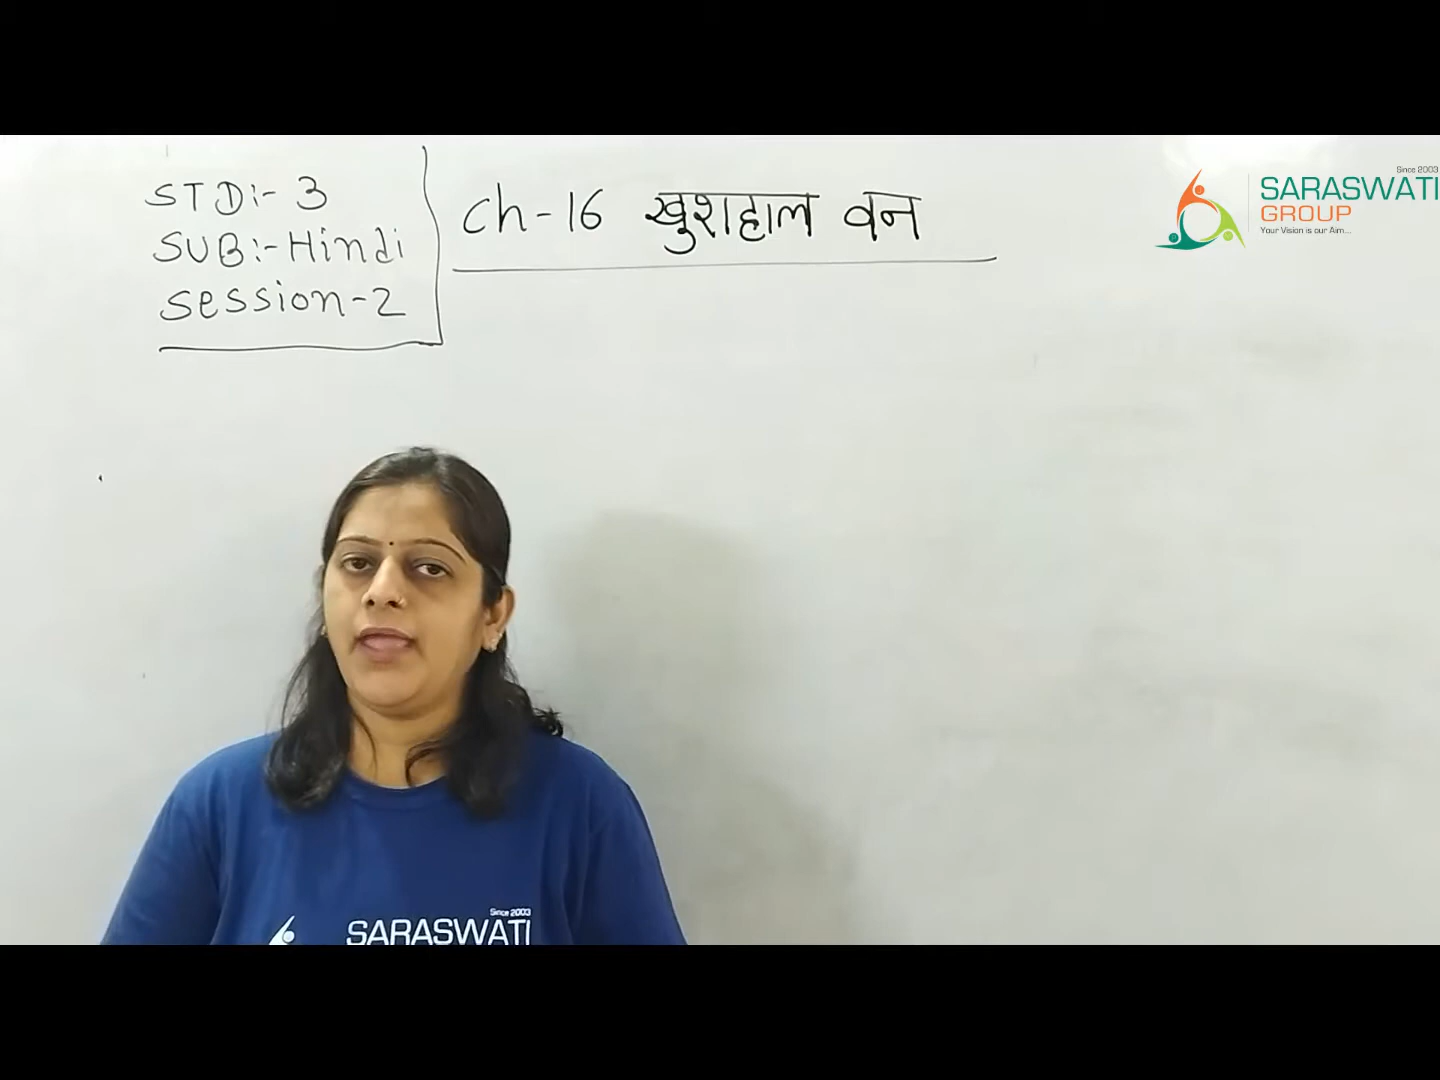 STD:- 3
SUB:- Hindi
Session-2
Ch-16 खुशहाल वन
Since 2003
SARASWATI
GROUP
Your Vision is our Aim...
Since 2003
SARASWATI